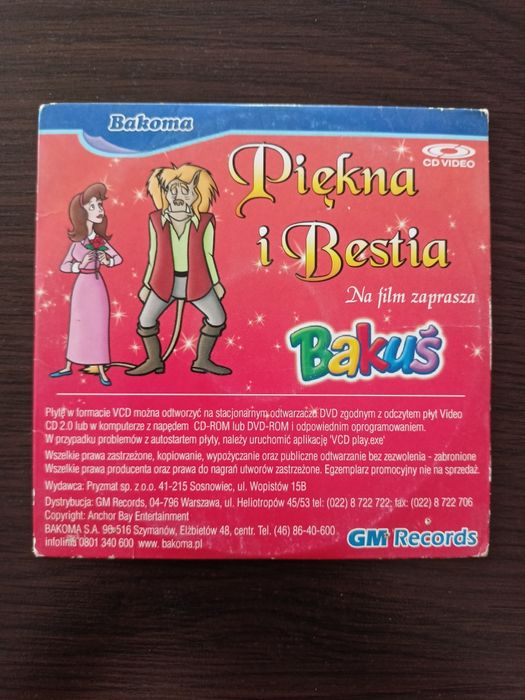 Bakoma
CD VIDEO
Piękna
i Bestia
Na film zaprasza
Bakuś
Płytę w formacie VCD można odtworzyć na stacjonarnym odtwarzacze DVD zgodnym z odczytem płyt Video
CD 2.0 lub w komputerze z napędem CD-ROM lub DVD-ROM i odpowiednim oprogramowaniem.
W przypadku problemów z autostartem płyty, należy uruchomić aplikację 'VCD play.exe'
Wszelkie prawa zastrzeżone, kopiowanie, wypożyczanie oraz publiczne odtwarzanie bez zezwolenia - zabronione
Wszelkie prawa producenta oraz prawa do nagrań utworów zastrzeżone. Egzemplarz promocyjny nie na sprzedaż.
Wydawca: Pryzmat sp. z o.o. 41-215 Sosnowiec, ul. Wopistów 15B
Dystrybucja: GM Records, 04-796 Warszawa, ul. Heliotropów 45/53 tel: (022) 8 722 722; fax: (022) 8 722 706
Copyright: Anchor Bay Entertainment
BAKOMA S.A. 96-516 Szymanów, Elżbietów 48, centr. Tel. (46) 86-40-600
infolinia 0801 340 600 www. bakoma.pl
GM Records